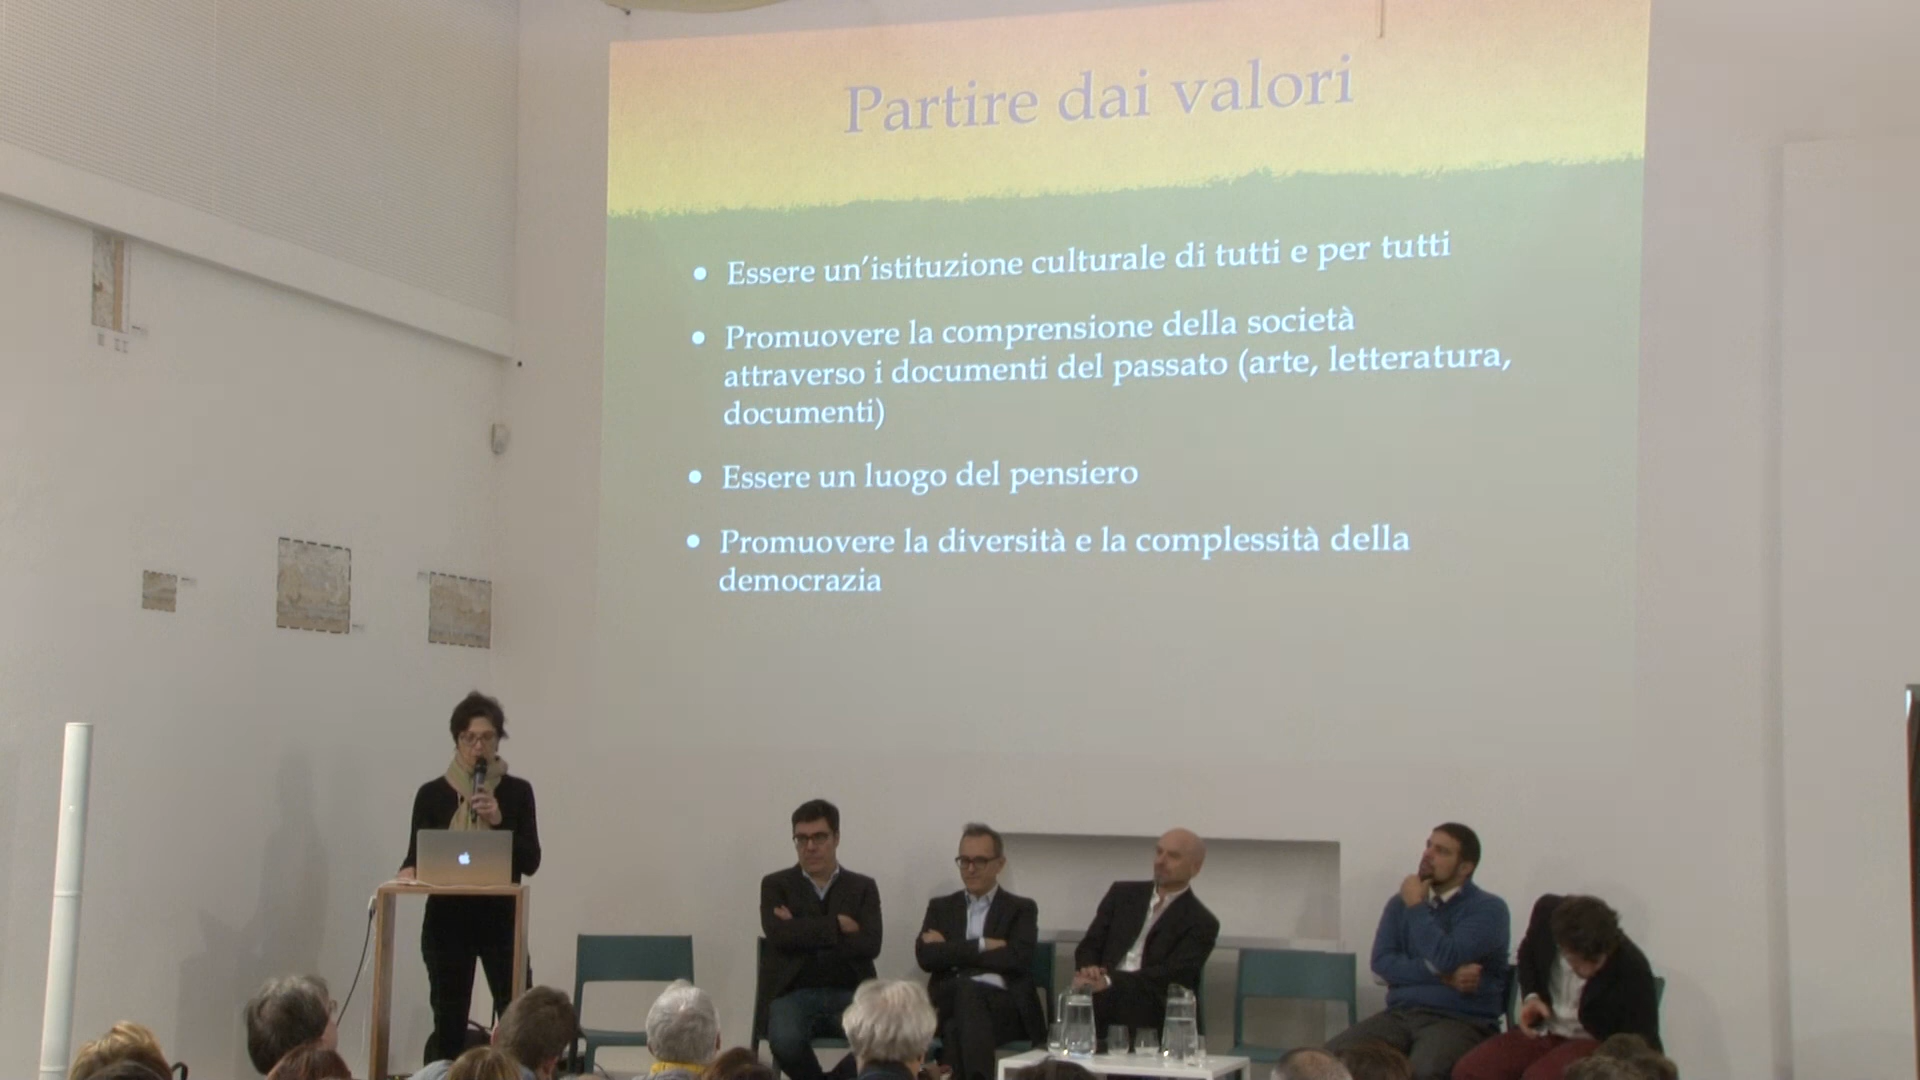 Partire dai valori
• Essere un'istituzione culturale di tutti e per tutti
• Promuovere la comprensione della società
attraverso i documenti del passato (arte, letteratura,
documenti)
• Essere un luogo del pensiero
• Promuovere la diversità e la complessità della
democrazia